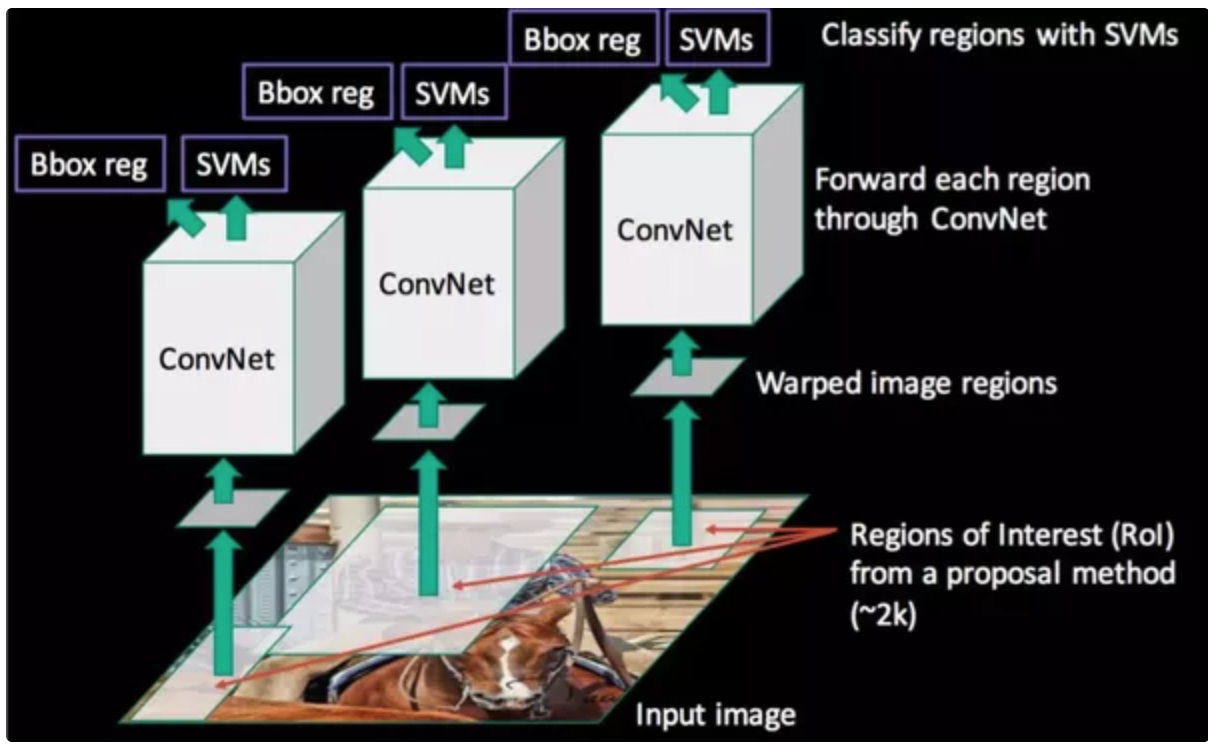 Bbox reg
SVMs
Classify regions with SVMs
Bbox reg
SVMs
Bbox reg
SVMs
Forward each region
through ConvNet
ConvNet
ConvNet
ConvNet
Warped image regions
Regions of Interest (RoI)
from a proposal method
(~2k)
Input image